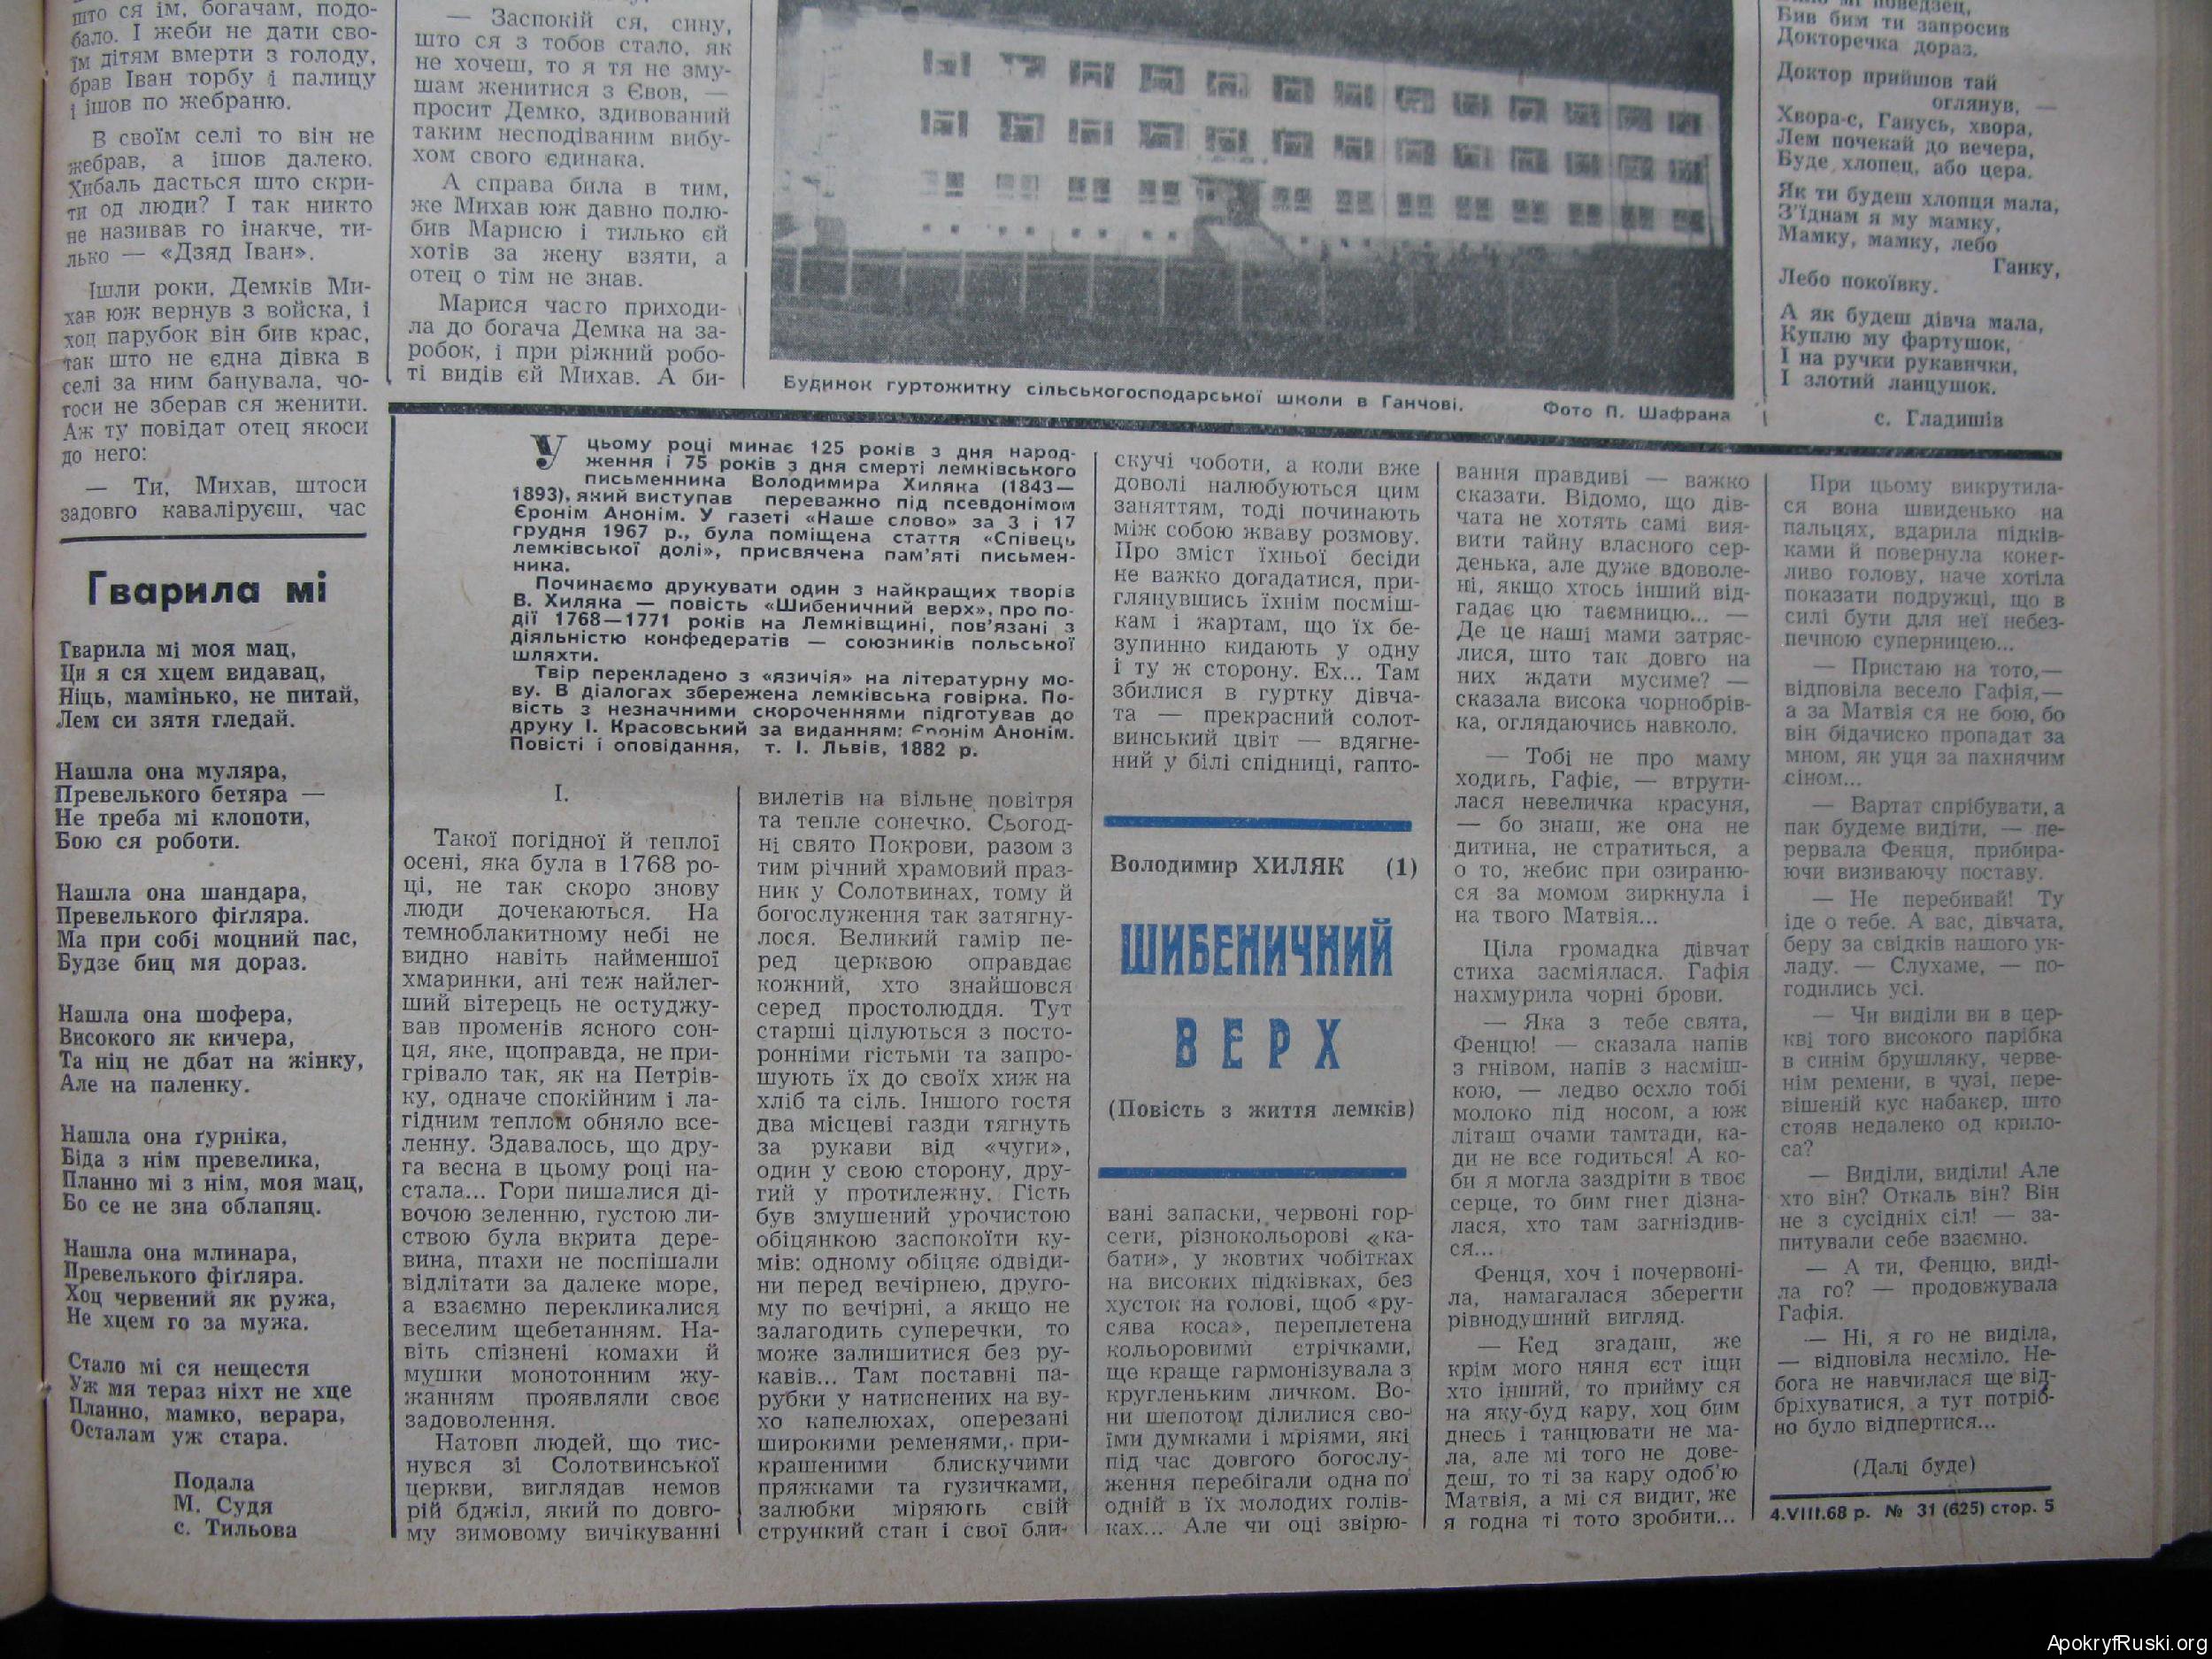 што ся їм, богачам, подо-
бало. І жеби не дати сво-
їм дітям вмерти з голоду,
брав Іван торбу і палицу
і ішов по жебраню.
В своїм селі то він не
жебрав, а ішов далеко.
Хибаль дасться што скри-
ти од люди? І так никто
не називав го інакче, ти-
лько — «Дзяд Іван».
Ішли роки, Демків Ми-
хав юж вернув з войска, і
хоц парубок він бив крас,
так што не єдна дівка в
селі за ним банувала, чо-
госи не зберав ся женити.
Аж ту повідат отец якоси
до него:
— Ти, Михав, штоси
задовго кавалíруєш, час
— Заспокій ся, сину,
што ся з тобов стало, як
не хочеш, то я тя не зму-
шам женитися з Євов, —
просит Демко, здивований
таким несподіваним вибу-
хом свого єдинака.
А справа била в тим,
же Михав юж давно полю-
бив Марисю і тилько єй
хотів за жену взяти, а
отец о тім не знав.
Марися часто приходи-
ла до богача Демка на за-
робок, і при ріжний робо-
ті видів єй Михав. А би-
Будинок гуртожитку сільськогосподарської школи в Ганчові.
Фото П. Шафрана
Бив бим ти запросив
Докторечка дораз.
Доктор прийшов тай
оглянув, —
Хвора-с, Ганусь, хвора,
Лем почекай до вечера,
Буде хлопец, або цера.
Як ти будеш хлопця мала,
З'їднам я му мамку,
Мамку, мамку, лебо
Ганку,
Лебо покоївку.
А як будеш дівча мала,
Куплю му фартушок,
І на ручки рукавички,
І злотий ланцушок.
с. Гладишів
Гварила мі
Гварила мі моя мац,
Ци я ся хцем видавац,
Ніць, мамінько, не питай,
Лем си зятя гледай.
Нашла она муляра,
Превелького бетяра —
Не треба мі клопоти,
Бою ся роботи.
Нашла она шандара,
Превелького фіґляра.
Ма при собі моцний пас,
Будзе биц мя дораз.
Нашла она шофера,
Високого як кичера,
Та ніц не дбат на жінку,
Але на паленку.
Нашла она ґурніка,
Біда з нім превелика,
Планно мі з нім, моя мац,
Бо се не зна облапяц.
Нашла она млинара,
Превелького фіґляра.
Хоц червений як ружа,
Не хцем го за мужа.
Стало мі ся нещестя
Уж мя тераз ніхт не хце
Планно, мамко, верара,
Осталам уж стара.
Подала
М. Судя
с. Тильова
У цьому році минає 125 років з дня народ-
ження і 75 років з дня смерті лемківського
письменника Володимира Хиляка (1843—
1893), який виступав переважно під псевдонімом
Єронім Анонім. У газеті «Наше слово» за 3 і 17
грудня 1967 р., була поміщена стаття «Співець
лемківської долі», присвячена пам'яті письмен-
ника.
Починаємо друкувати один з найкращих творів
В. Хиляка — повість «Шибеничний верх», про по-
дії 1768—1771 років на Лемківщині, пов'язані з
діяльністю конфедератів — союзників польської
шляхти.
Твір перекладено з «язичія» на літературну мо-
ву. В діалогах збережена лемківська говірка. По-
вість з незначними скороченнями підготував до
друку І. Красовський за виданням: Єронім Анонім.
Повісті і оповідання, т. І. Львів, 1882 р.
І.
Такої погідної й теплої
осені, яка була в 1768 ро-
ці, не так скоро знову
люди дочекаються. На
темноблакитному небі не
видно навіть найменшої
хмаринки, ані теж найлег-
ший вітерець не остуджу-
вав променів ясного сон-
ця, яке, щоправда, не при-
грівало так, як на Петрів-
ку, одначе спокійним і ла-
гідним теплом обняло все-
ленну. Здавалось, що дру-
га весна в цьому році на-
стала... Гори пишалися ді-
вочою зеленню, густою ли-
ствою була вкрита дере-
вина, птахи не поспішали
відлітати за далеке море,
а взаємно перекликалися
веселим щебетанням. На-
віть спізнені комахи й
мушки монотонним жу-
жанням проявляли своє
задоволення.
Натовп людей, що тис-
нувся зі Солотвинської
церкви, виглядав немов
рій бджіл, який по довго-
му зимовому вичікуванні
вилетів на вільне повітря
та тепле сонечко. Сьогод-
ні свято Покрови, разом з
тим річний храмовий праз-
ник у Солотвинах, тому й
богослуження так затягну-
лося. Великий гамір пе-
ред церквою оправдає
кожний, хто знайшовся
серед простолюддя. Тут
старші цілуються з посто-
ронніми гістьми та запро-
шують їх до своїх хиж на
хліб та сіль. Іншого гостя
два місцеві газди тягнуть
за рукави від «чуги»,
один у свою сторону, дру-
гий у протилежну. Гість
був змушений урочистою
обіцянкою заспокоїти ку-
мів: одному обіцяє одвіди-
ни перед вечірнею, друго-
му по вечірні, а якщо не
залагодить суперечки, то
може залишитися без ру-
кавів... Там поставні па-
рубки у натиснених на ву-
хо капелюхах, оперезані
широкими ременями, при-
крашеними блискучими
пряжками та гузичками,
залюбки міряють свій
стрункий стан і свої бли-
скучі чоботи, а коли вже
доволі налюбуються цим
заняттям, тоді починають
між собою жваву розмову.
Про зміст їхньої бесіди
не важко догадатися, при-
глянувшись їхнім посміш-
кам і жартам, що їх бе-
зупинно кидають у одну
і ту ж сторону. Ех... Там
збилися в гуртку дівча-
та — прекрасний солот-
винський цвіт — вдягне-
ний у білі спідниці, гапто-
Володимир ХИЛЯК (1)
ШИБЕНИЧНИЙ
ВЕРХ
(Повість з життя лемків)
вані запаски, червоні гор-
сети, різнокольорові «ка-
бати», у жовтих чобітках
на високих підківках, без
хусток на голові, щоб «ру-
сява коса», переплетена
кольоровими стрічками,
ще краще гармонізувала з
кругленьким личком. Во-
ни шепотом ділилися сво-
їми думками і мріями, які
під час довгого богослу-
ження перебігали одна по
одній в їх молодих голів-
ках... Але чи оці звірю-
вання правдиві — важко
сказати. Відомо, що дів-
чата не хотять самі вия-
вити тайну власного сер-
денька, але дуже вдоволе-
ні, якщо хтось інший від-
гадає цю таємницю... —
Де це наші мами затряс-
лися, што так довго на
них ждати мусиме? —
сказала висока чорнобрів-
ка, оглядаючись навколо.
— Тобі не про маму
ходить, Гафіє, — втрути-
лася невеличка красуня,
— бо знаш, же она не
дитина, не стратиться, а
о то, жебис при озираню-
ся за момом зиркнула і
на твого Матвія...
Ціла громадка дівчат
стиха засміялася. Гафія
нахмурила чорні брови.
— Яка з тебе свята,
Фенцю! — сказала напів
з гнівом, напів з насміш-
кою, — ледво осхло тобі
молоко під носом, а юж
літаш очами тамтади, ка-
ди не все годиться! А ко-
би я могла заздріти в твоє
серце, то бим гнег дізна-
лася, хто там загніздив-
ся...
Фенця, хоч і почервоні-
ла, намагалася зберегти
рівнодушний вигляд.
— Кед згадаш, же
крім мого няня єст іщи
хто інший, то прийму ся
на яку-буд кару, хоц бим
днесь і танцювати не ма-
ла, але мі того не дове-
деш, то ті за кару одоб'ю
Матвія, а мі ся видит, же
я годна ті тото зробити...
При цьому викрутила-
ся вона швиденько на
пальцях, вдарила підків-
ками й повернула кокет-
ливо голову, наче хотіла
показати подружці, що в
силі бути для неї небез-
печною суперницею...
— Пристаю на тото,—
відповіла весело Гафія,—
а за Матвія ся не бою, бо
він бідачиско пропадат за
мном, як уця за пахнячим
сіном...
— Вартат спрібувати, а
пак будеме видіти, — пе-
рервала Фенця, прибира-
ючи визиваючу поставу.
— Не перебивай! Ту
іде о тебе. А вас, дівчата,
беру за свідків нашого ук-
ладу. — Слухаме, — по-
годились усі.
— Чи виділи ви в цер-
кві того високого парібка
в синім брушляку, черве-
нім ремени, в чузі, пере-
вішеній кус набакєр, што
стояв недалеко од крило-
са?
— Виділи, виділи! Але
хто він? Откаль він? Він
не з сусідніх сіл! — за-
питували себе взаємно.
— А ти, Фенцю, виді-
ла го? — продовжувала
Гафія.
— Ні, я го не виділа,
— відповіла несміло. Не-
бога не навчилася ще від-
бріхуватися, а тут потріб-
но було відпертися...
(Далі буде)
4.VIII.68 р. № 31 (625) стор. 5
ApokryfRuski.org